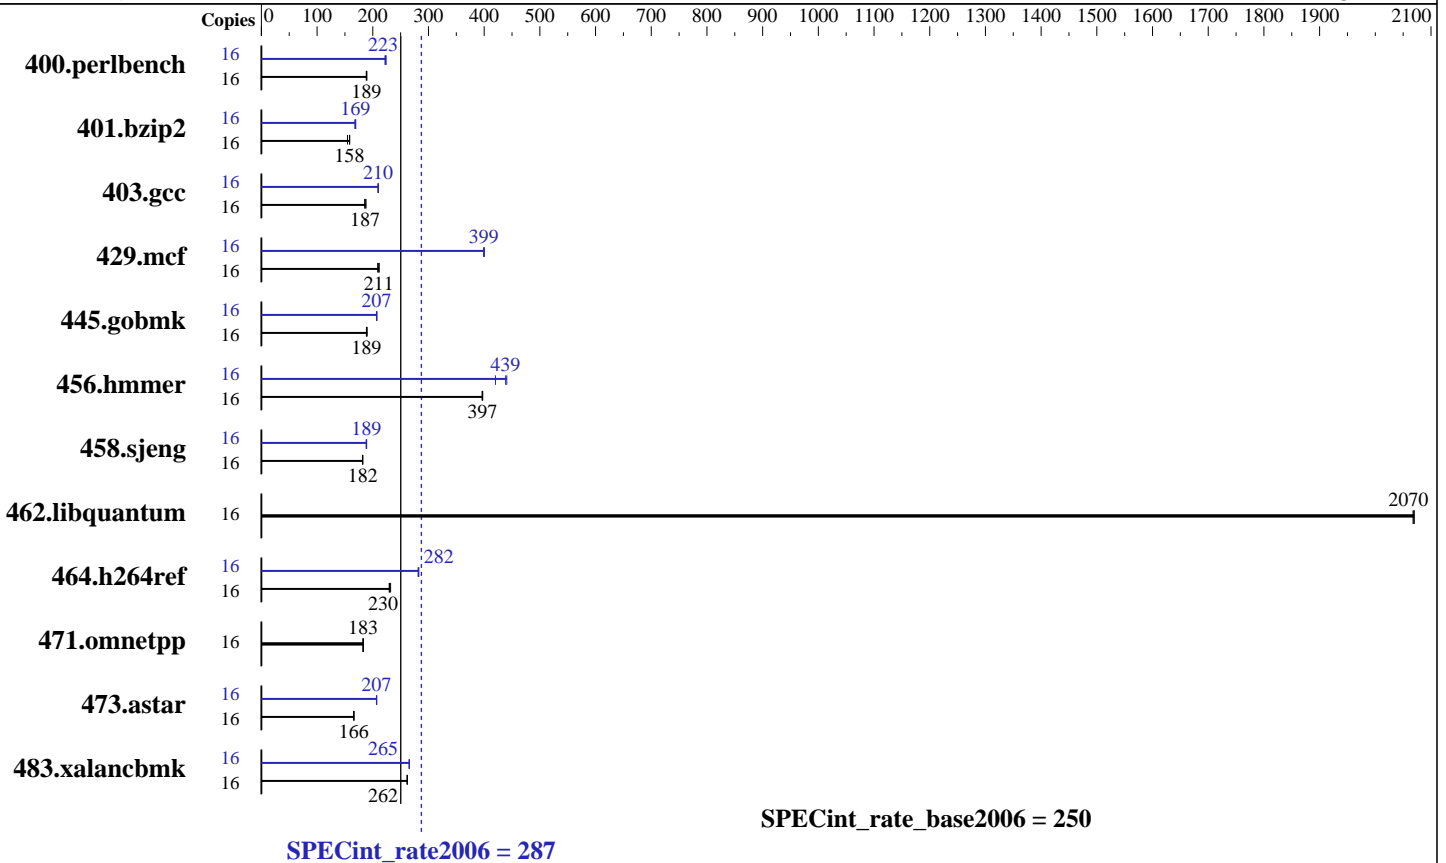 Copies 0 100 200 300 400 500 600 700 800 900 1000 1100 1200 1300 1400 1500 1600 1700 1800 1900 2100
400.perlbench 16 223
16 189
401.bzip2 16 169
16 158
403.gcc 16 210
16 187
429.mcf 16 399
16 211
445.gobmk 16 207
16 189
456.hmmer 16 439
16 397
458.sjeng 16 189
16 182
462.libquantum 16 2070
464.h264ref 16 282
16 230
471.omnetpp 16 183
473.astar 16 207
16 166
483.xalancbmk 16 265
16 262
SPECint_rate_base2006 = 250
SPECint_rate2006 = 287